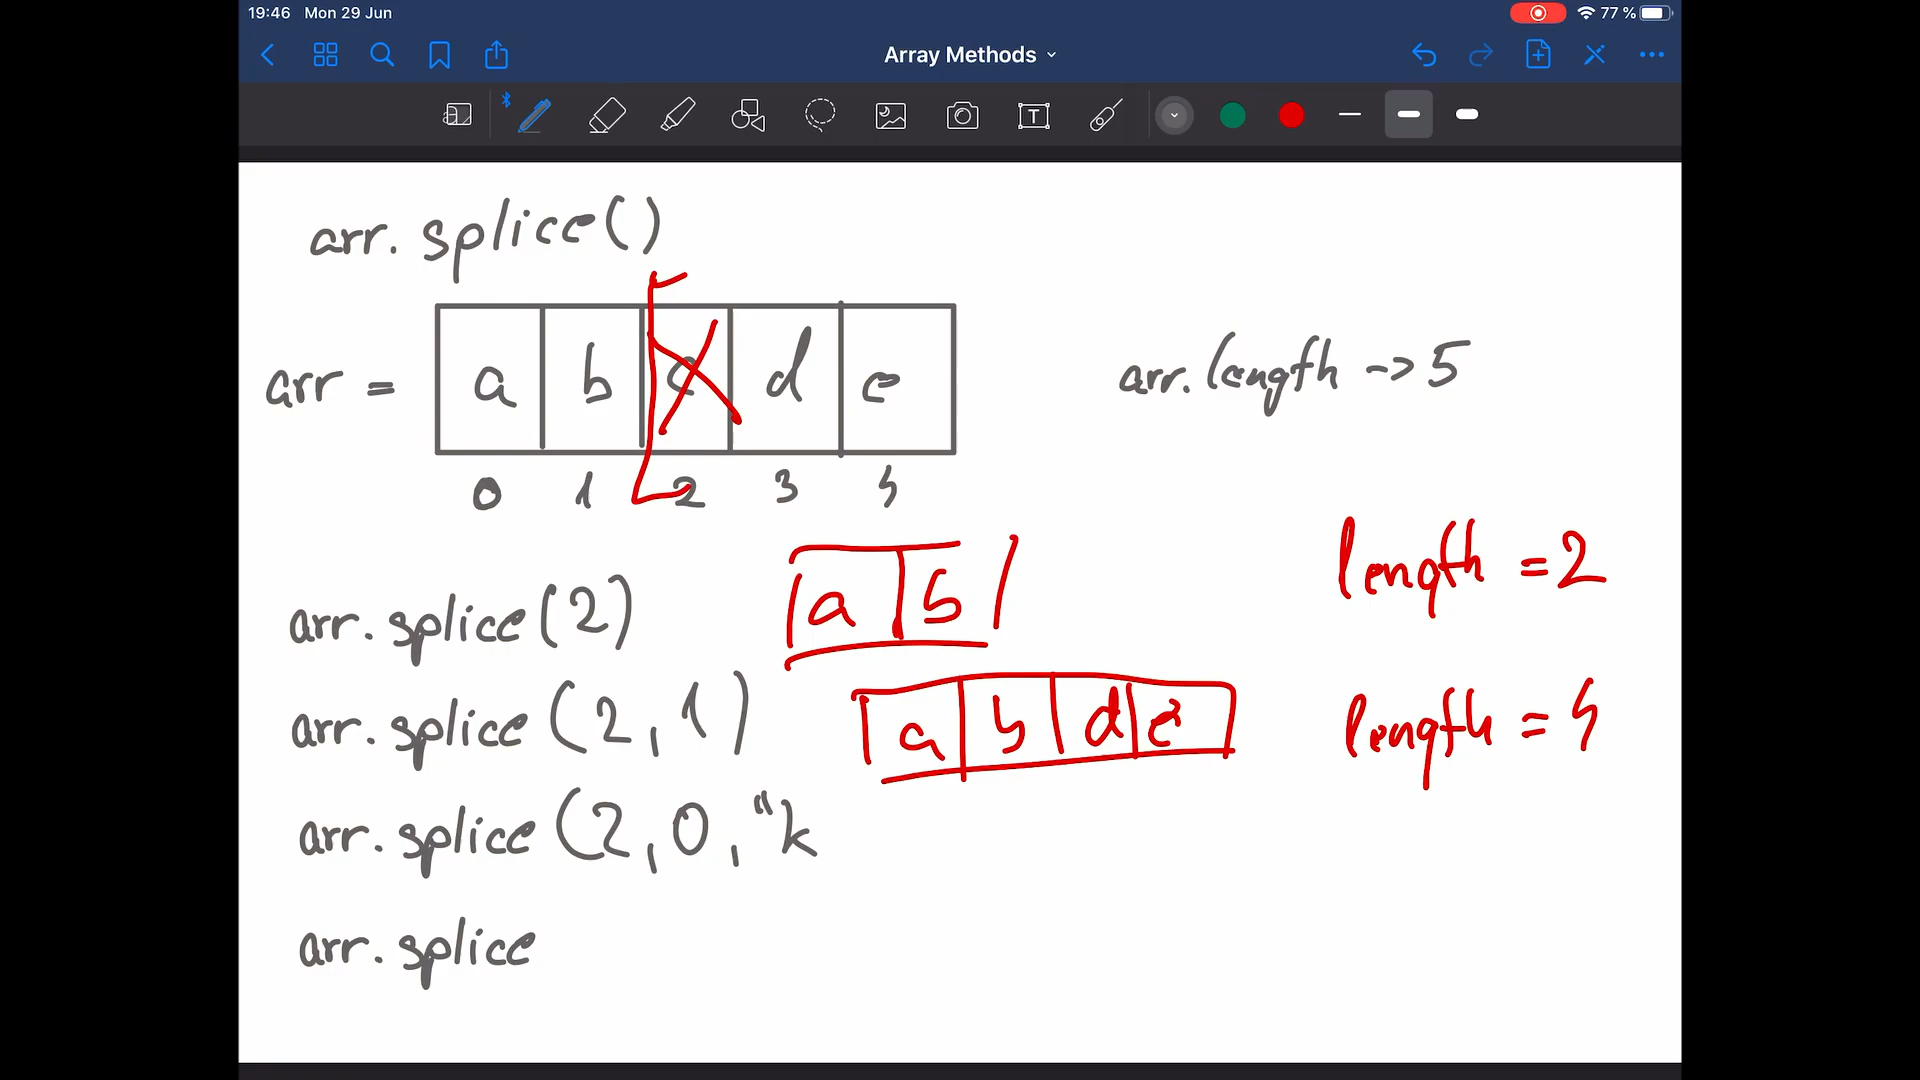 19:46 Mon 29 Jun 77 %
Array Methods
T
arr. splice()
arr = a b c d e
arr. length -> 5
0 1 2 3 4
length = 2
arr. splice (2) a b
arr. splice (2, 1) a b d e
length = 4
arr. splice (2, 0, "k
arr. splice